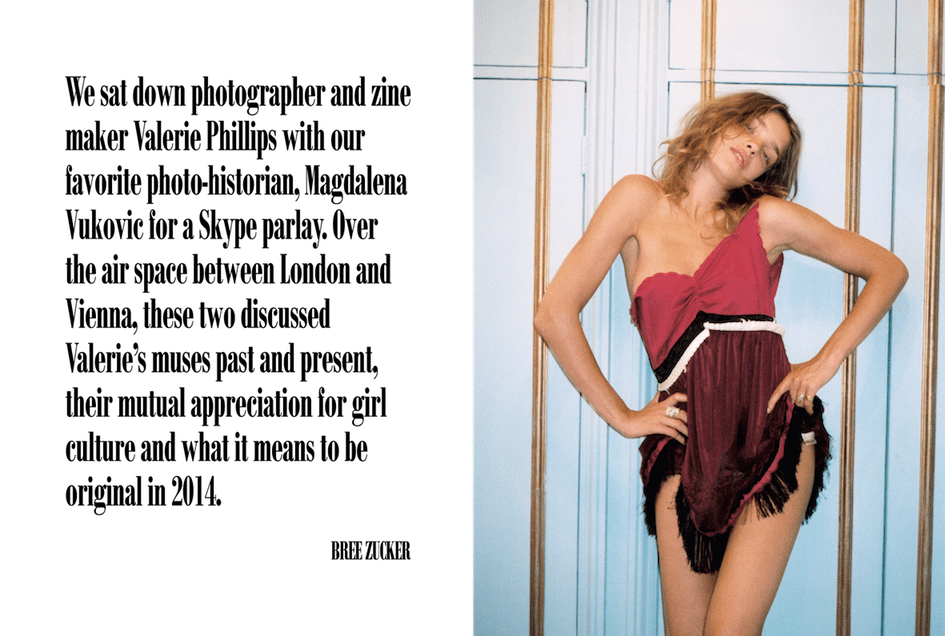 We sat down photographer and zine
maker Valerie Phillips with our
favorite photo-historian, Magdalena
Vukovic for a Skype parlay. Over
the air space between London and
Vienna, these two discussed
Valerie’s muses past and present,
their mutual appreciation for girl
culture and what it means to be
original in 2014.
BREE ZUCKER